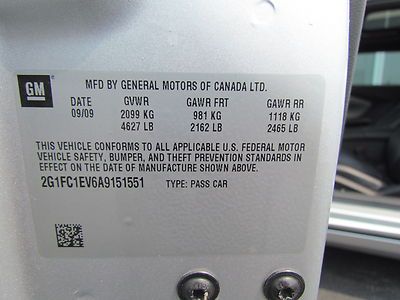 GM
MFD BY GENERAL MOTORS OF CANADA LTD.
DATE GVWR GAWR FRT GAWR RR
09/09 2099 KG 981 KG 1118 KG
4627 LB 2162 LB 2465 LB
THIS VEHICLE CONFORMS TO ALL APPLICABLE U.S. FEDERAL MOTOR
VEHICLE SAFETY, BUMPER, AND THEFT PREVENTION STANDARDS IN
EFFECT ON THE DATE OF MANUFACTURE SHOWN ABOVE.
2G1FC1EV6A9151551 TYPE: PASS CAR